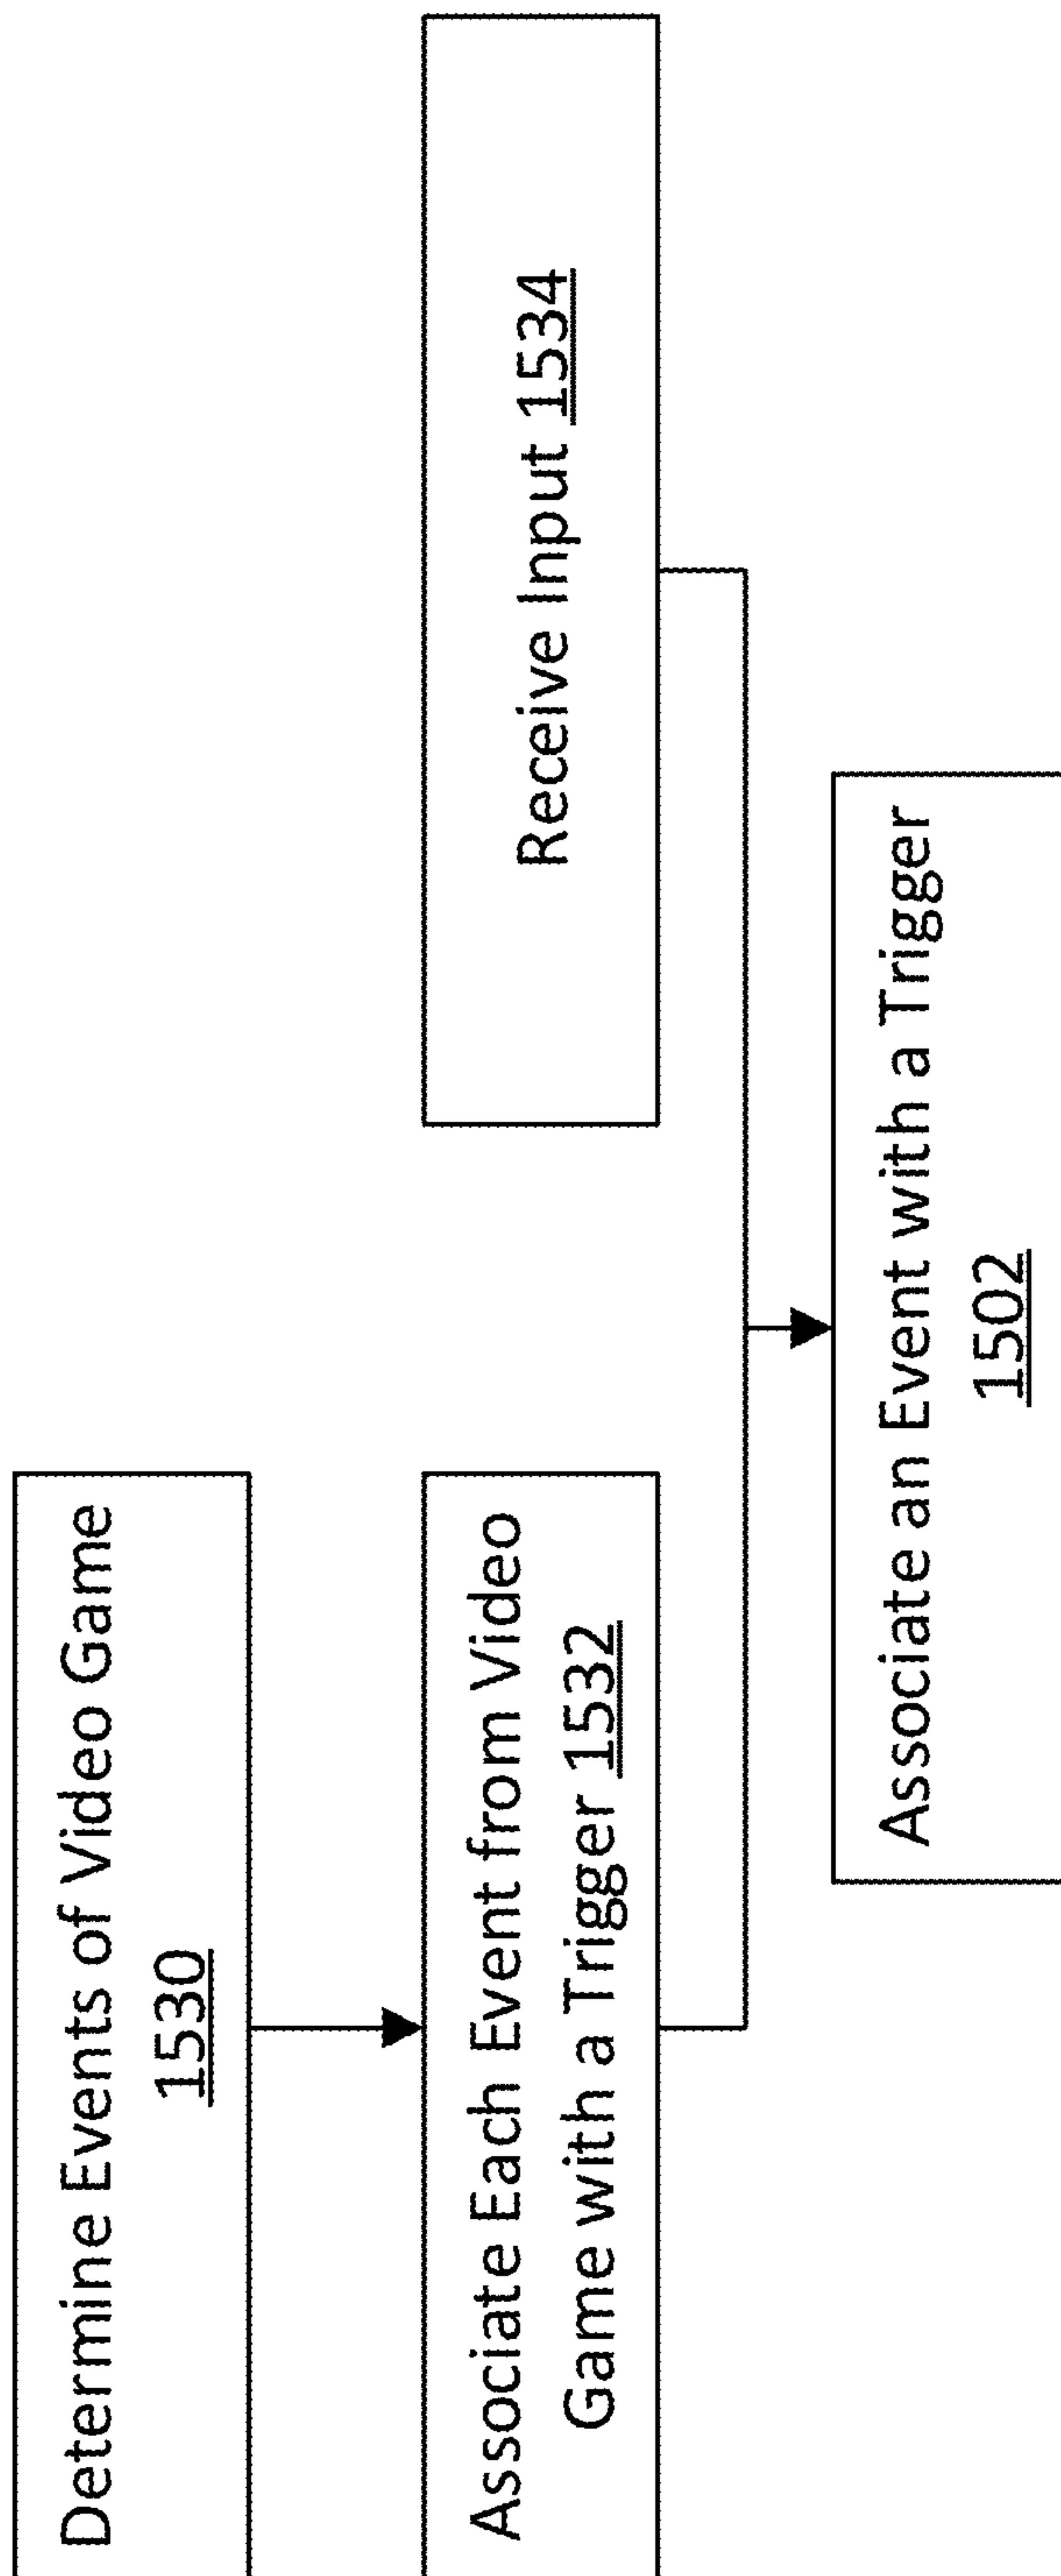 Determine Events of Video Game
1530
Associate Each Event from Video
Game with a Trigger 1532
Receive Input 1534
Associate an Event with a Trigger
1502